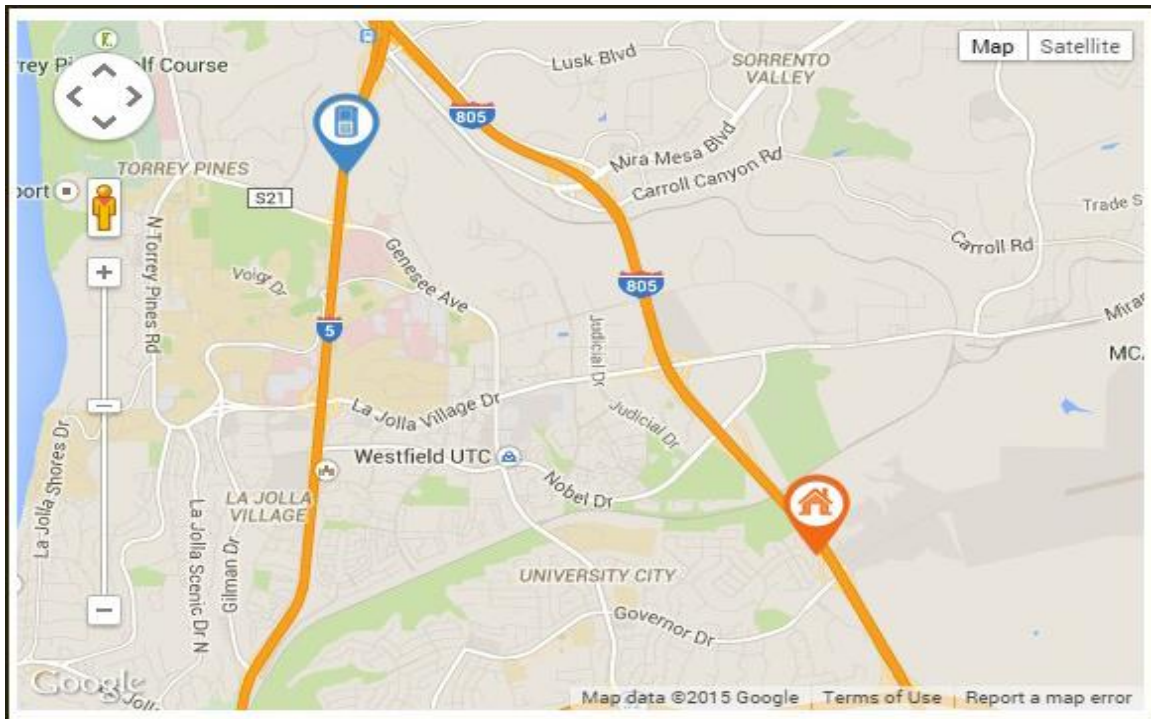 Map Satellite
Lusk Blvd
SORRENTO
VALLEY
rrey Pi olf Course
805
Mira Mesa Blvd
Carroll Canyon Rd
TORREY PINES
port
S21
Trade S
N Torrey Pines Rd
Genesee Ave
Carroll Rd
Voigt Dr
805
5
Judicial Dr
Mirar
MC
La Jolla Village Dr
Judicial Dr
Westfield UTC
La Jolla Shores Dr
LA JOLLA
VILLAGE
Nobel Dr
La Jolla Scenic Dr N
Gilman Dr
UNIVERSITY CITY
Governor Dr
Google
Map data ©2015 Google Terms of Use Report a map error